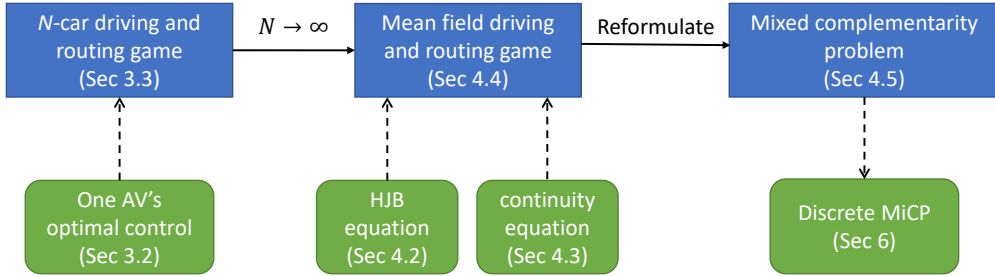 N-car driving and
routing game
(Sec 3.3)
N → ∞
Mean field driving
and routing game
(Sec 4.4)
Reformulate
Mixed complementarity
problem
(Sec 4.5)
One AV's
optimal control
(Sec 3.2)
HJB
equation
(Sec 4.2)
continuity
equation
(Sec 4.3)
Discrete MiCP
(Sec 6)